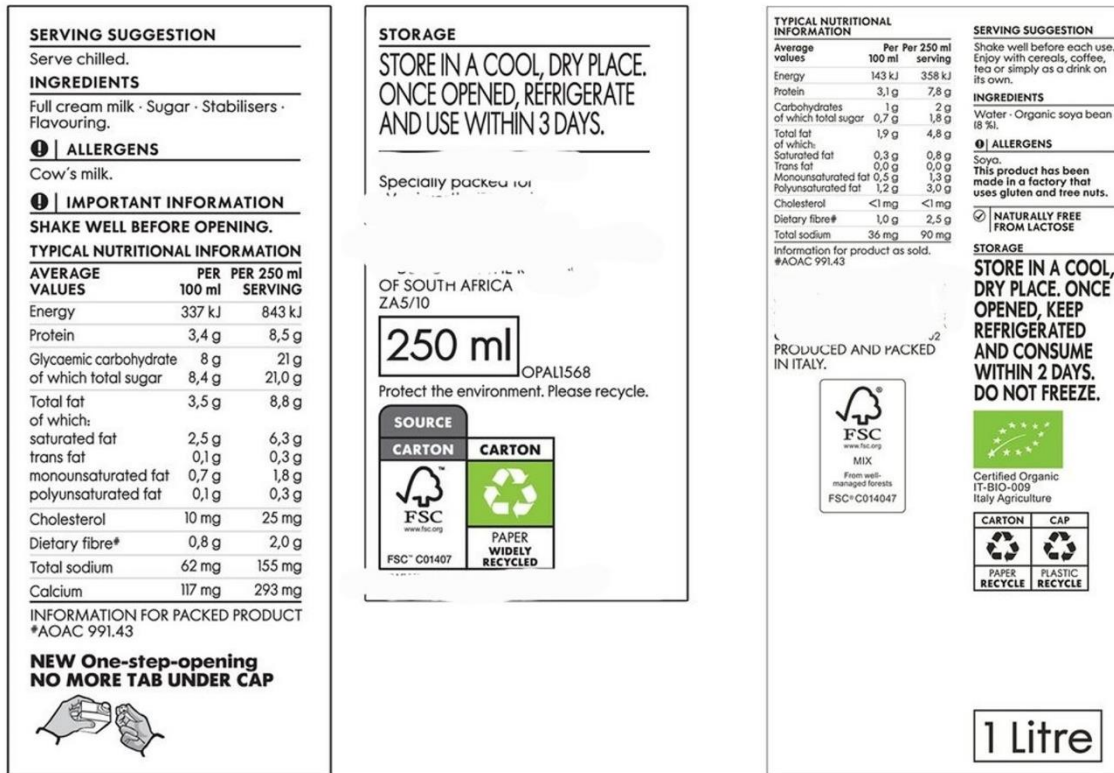 SERVING SUGGESTION
Serve chilled.
INGREDIENTS
Full cream milk · Sugar · Stabilisers ·
Flavouring.
ALLERGENS
Cow's milk.
IMPORTANT INFORMATION
SHAKE WELL BEFORE OPENING.
TYPICAL NUTRITIONAL INFORMATION
AVERAGE VALUES PER 100 ml PER 250 ml SERVING
Energy 337 kJ 843 kJ
Protein 3,4 g 8,5 g
Glycaemic carbohydrate 8 g 21 g
of which total sugar 8,4 g 21,0 g
Total fat 3,5 g 8,8 g
of which:
saturated fat 2,5 g 6,3 g
trans fat 0,1 g 0,3 g
monounsaturated fat 0,7 g 1,8 g
polyunsaturated fat 0,1 g 0,3 g
Cholesterol 10 mg 25 mg
Dietary fibre# 0,8 g 2,0 g
Total sodium 62 mg 155 mg
Calcium 117 mg 293 mg
INFORMATION FOR PACKED PRODUCT
#AOAC 991.43
NEW One-step-opening
NO MORE TAB UNDER CAP
STORAGE
STORE IN A COOL, DRY PLACE.
ONCE OPENED, REFRIGERATE
AND USE WITHIN 3 DAYS.
Specially packed for
OF SOUTH AFRICA
ZA5/10
250 ml
OPAL1568
Protect the environment. Please recycle.
SOURCE
CARTON
FSC™
www.fsc.org
FSC™ C01407
CARTON
PAPER
WIDELY
RECYCLED
TYPICAL NUTRITIONAL
INFORMATION
Average values Per 100 ml Per 250 ml serving
Energy 143 kJ 358 kJ
Protein 3,1 g 7,8 g
Carbohydrates 1 g 2 g
of which total sugar 0,7 g 1,8 g
Total fat 1,9 g 4,8 g
of which:
Saturated fat 0,3 g 0,8 g
Trans fat 0,0 g 0,0 g
Monounsaturated fat 0,5 g 1,3 g
Polyunsaturated fat 1,2 g 3,0 g
Cholesterol <1 mg <1 mg
Dietary fibre# 1,0 g 2,5 g
Total sodium 36 mg 90 mg
Information for product as sold.
#AOAC 991.43
PRODUCED AND PACKED
IN ITALY.
FSC®
www.fsc.org
MIX
From well-
managed forests
FSC® C014047
SERVING SUGGESTION
Shake well before each use.
Enjoy with cereals, coffee,
tea or simply as a drink on
its own.
INGREDIENTS
Water · Organic soya bean
(8 %).
ALLERGENS
Soya.
This product has been
made in a factory that
uses gluten and tree nuts.
NATURALLY FREE
FROM LACTOSE
STORAGE
STORE IN A COOL,
DRY PLACE. ONCE
OPENED, KEEP
REFRIGERATED
AND CONSUME
WITHIN 2 DAYS.
DO NOT FREEZE.
Certified Organic
IT-BIO-009
Italy Agriculture
CARTON
PAPER
RECYCLE
CAP
PLASTIC
RECYCLE
1 Litre